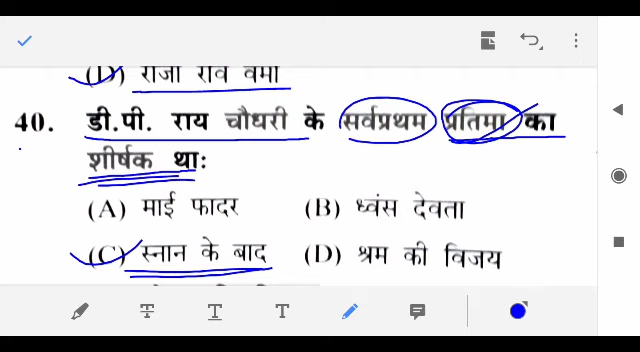 (D) राजा रवि वर्मा
40. डी.पी. राय चौधरी के सर्वप्रथम प्रतिमा का
शीर्षक थाः
(A) माई फादर (B) ध्वंस देवता
(C) स्नान के बाद (D) श्रम की विजय
T T T